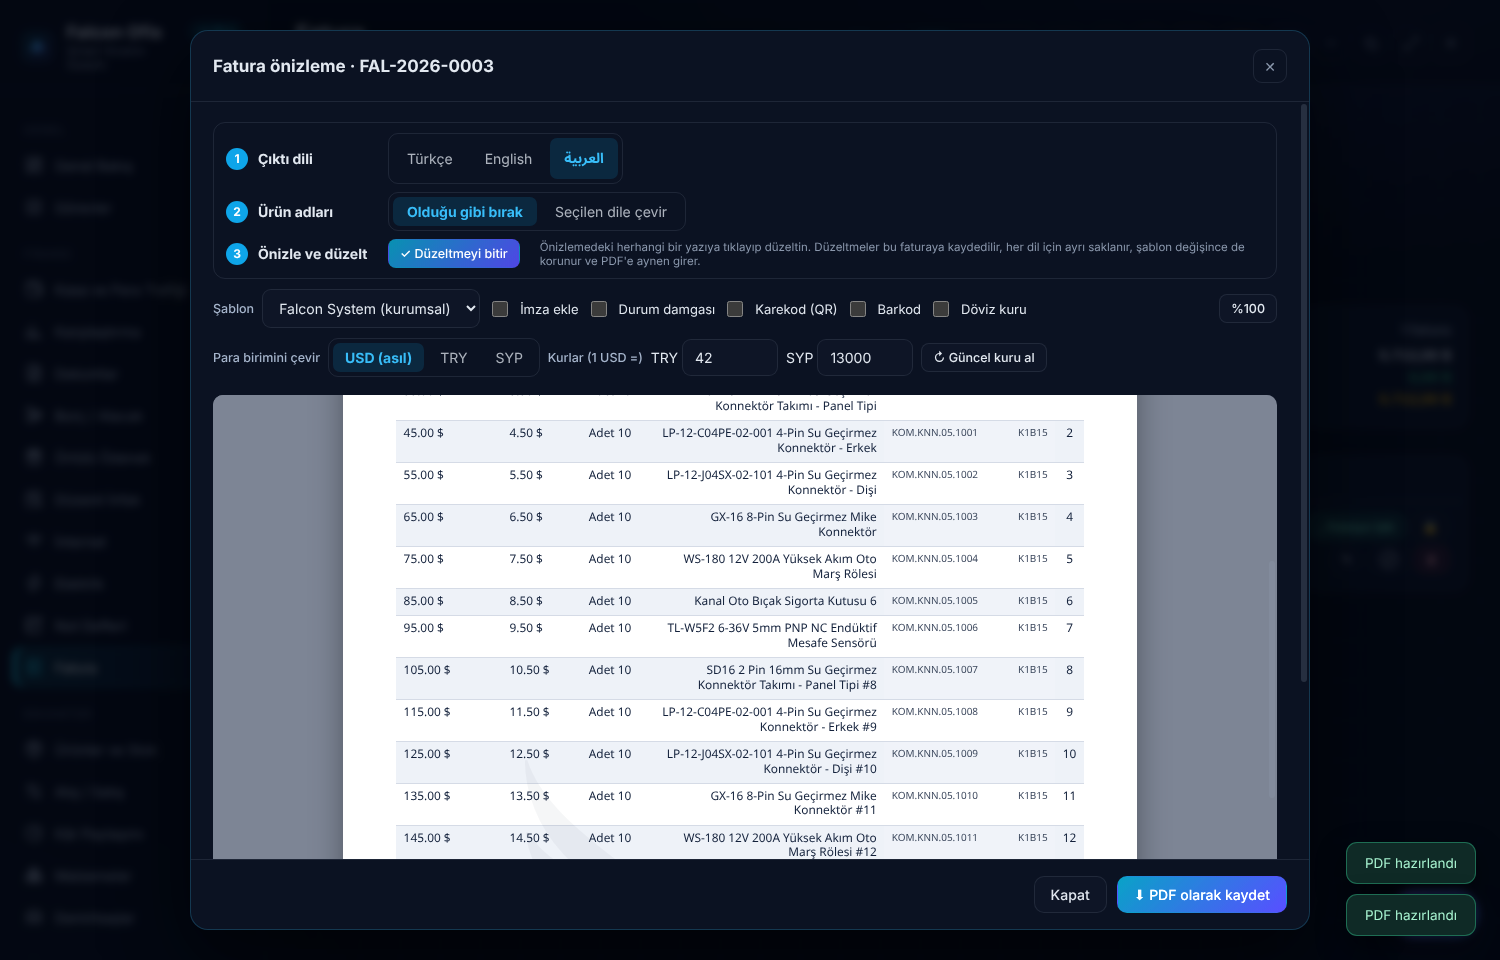 Fatura önizleme · FAL-2026-0003
×
1 Çıktı dili Türkçe English العربية
2 Ürün adları Olduğu gibi bırak Seçilen dile çevir
3 Önizle ve düzelt ✓ Düzeltmeyi bitir
Önizlemedeki herhangi bir yazıya tıklayıp düzeltin. Düzeltmeler bu faturaya kaydedilir, her dil için ayrı saklanır, şablon değişince de
korunur ve PDF'e aynen girer.
Şablon Falcon System (kurumsal) İmza ekle Durum damgası Karekod (QR) Barkod Döviz kuru %100
Para birimini çevir USD (asıl) TRY SYP Kurlar (1 USD =) TRY 42 SYP 13000 ↻ Güncel kuru al
Konnektör Takımı - Panel Tipi
45.00 $ 4.50 $ Adet 10 LP-12-C04PE-02-001 4-Pin Su Geçirmez KOM.KNN.05.1001 K1B15 2
Konnektör - Erkek
55.00 $ 5.50 $ Adet 10 LP-12-J04SX-02-101 4-Pin Su Geçirmez KOM.KNN.05.1002 K1B15 3
Konnektör - Dişi
65.00 $ 6.50 $ Adet 10 GX-16 8-Pin Su Geçirmez Mike KOM.KNN.05.1003 K1B15 4
Konnektör
75.00 $ 7.50 $ Adet 10 WS-180 12V 200A Yüksek Akım Oto KOM.KNN.05.1004 K1B15 5
Marş Rölesi
85.00 $ 8.50 $ Adet 10 Kanal Oto Bıçak Sigorta Kutusu 6 KOM.KNN.05.1005 K1B15 6
95.00 $ 9.50 $ Adet 10 TL-W5F2 6-36V 5mm PNP NC Endüktif KOM.KNN.05.1006 K1B15 7
Mesafe Sensörü
105.00 $ 10.50 $ Adet 10 SD16 2 Pin 16mm Su Geçirmez KOM.KNN.05.1007 K1B15 8
Konnektör Takımı - Panel Tipi #8
115.00 $ 11.50 $ Adet 10 LP-12-C04PE-02-001 4-Pin Su Geçirmez KOM.KNN.05.1008 K1B15 9
Konnektör - Erkek #9
125.00 $ 12.50 $ Adet 10 LP-12-J04SX-02-101 4-Pin Su Geçirmez KOM.KNN.05.1009 K1B15 10
Konnektör - Dişi #10
135.00 $ 13.50 $ Adet 10 GX-16 8-Pin Su Geçirmez Mike KOM.KNN.05.1010 K1B15 11
Konnektör #11
145.00 $ 14.50 $ Adet 10 WS-180 12V 200A Yüksek Akım Oto KOM.KNN.05.1011 K1B15 12
Marş Rölesi #12
Kapat ⬇ PDF olarak kaydet
PDF hazırlandı
PDF hazırlandı